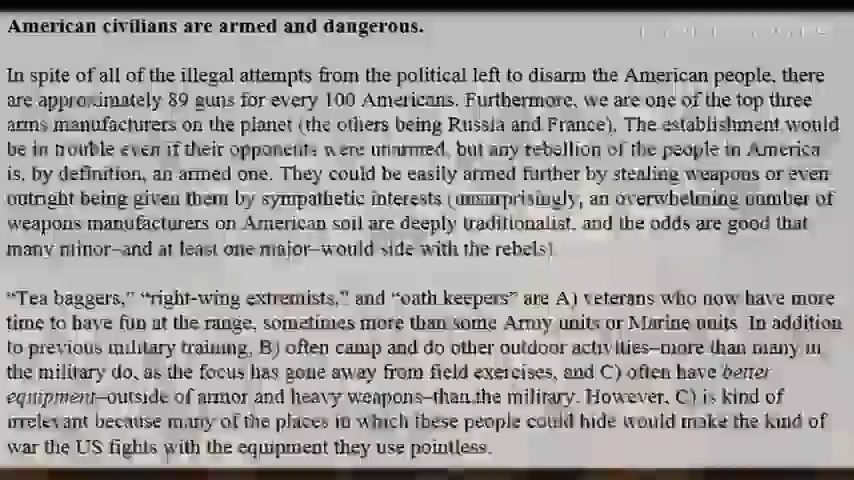 American civilians are armed and dangerous.
In spite of all of the illegal attempts from the political left to disarm the American people, there
are approximately 89 guns for every 100 Americans. Furthermore, we are one of the top three
arms manufacturers on the planet (the others being Russia and France). The establishment would
be in trouble even if their opponents were unarmed, but any rebellion of the people in America
is, by definition, an armed one. They could be easily armed further by stealing weapons or even
outright being given them by sympathetic interests (unsurprisingly, an overwhelming number of
weapons manufacturers on American soil are deeply traditionalist, and the odds are good that
many minor–and at least one major–would side with the rebels)
“Tea baggers,” “right-wing extremists,” and “oath keepers” are A) veterans who now have more
time to have fun at the range, sometimes more than some Army units or Marine units. In addition
to previous military training, B) often camp and do other outdoor activities–more than many in
the military do, as the focus has gone away from field exercises, and C) often have better
equipment–outside of armor and heavy weapons–than the military. However, C) is kind of
irrelevant because many of the places in which these people could hide would make the kind of
war the US fights with the equipment they use pointless.